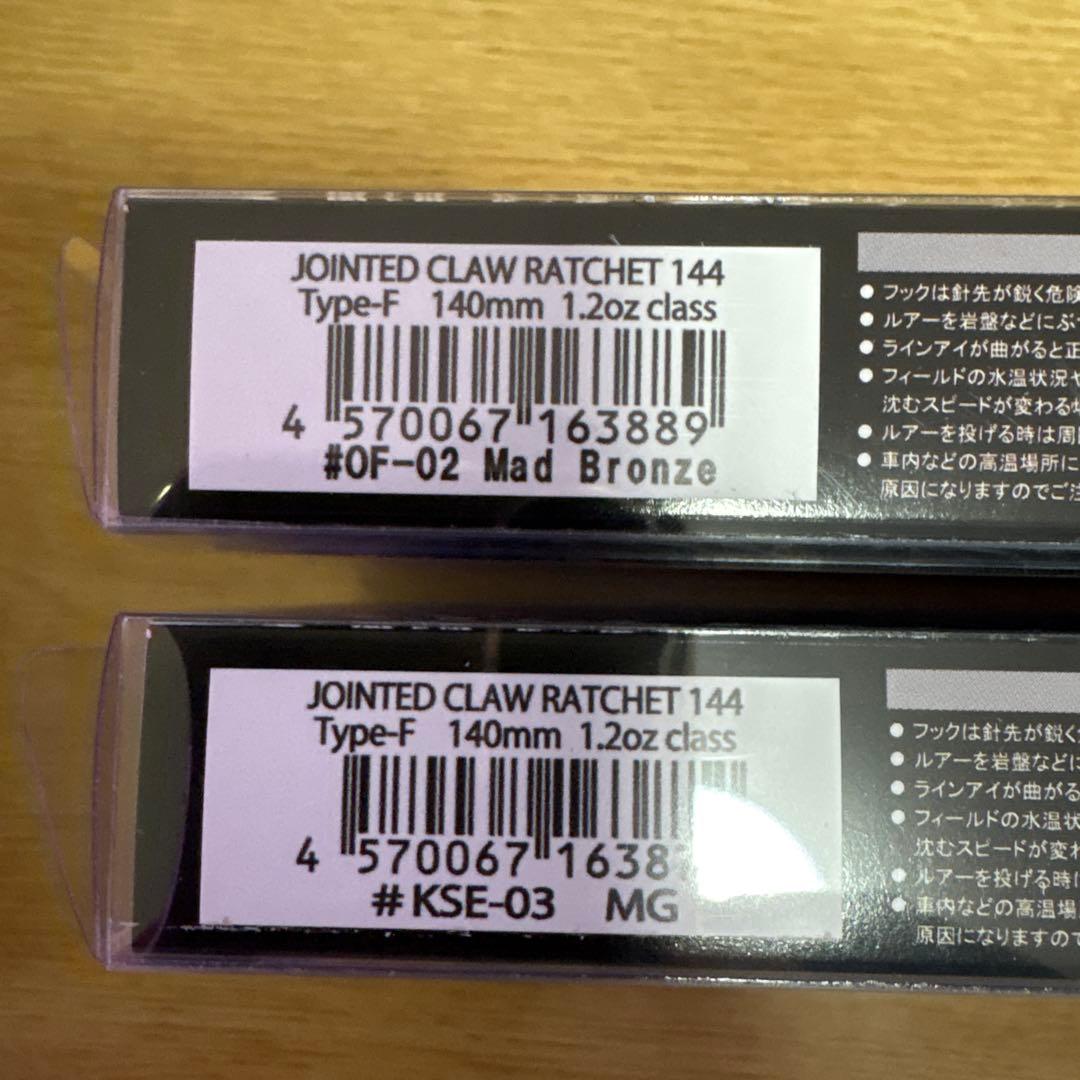 JOINTED CLAW RATCHET 144
Type-F 140mm 1.2oz class
4 570067 163889
#OF-02 Mad Bronze
● フックは針先が鋭く危険
● ルアーを岩盤などにぶ
● ラインアイが曲がると正
● フィールドの水温状況や
沈むスピードが変わる場
● ルアーを投げる時は周囲
● 車内などの高温場所に
原因になりますのでご注
JOINTED CLAW RATCHET 144
Type-F 140mm 1.2oz class
4 570067 1638
# KSE-03 MG
● フックは針先が鋭く
● ルアーを岩盤などに
● ラインアイが曲がる
● フィールドの水温状
沈むスピードが変わ
● ルアーを投げる時は
● 車内などの高温場
原因になりますので